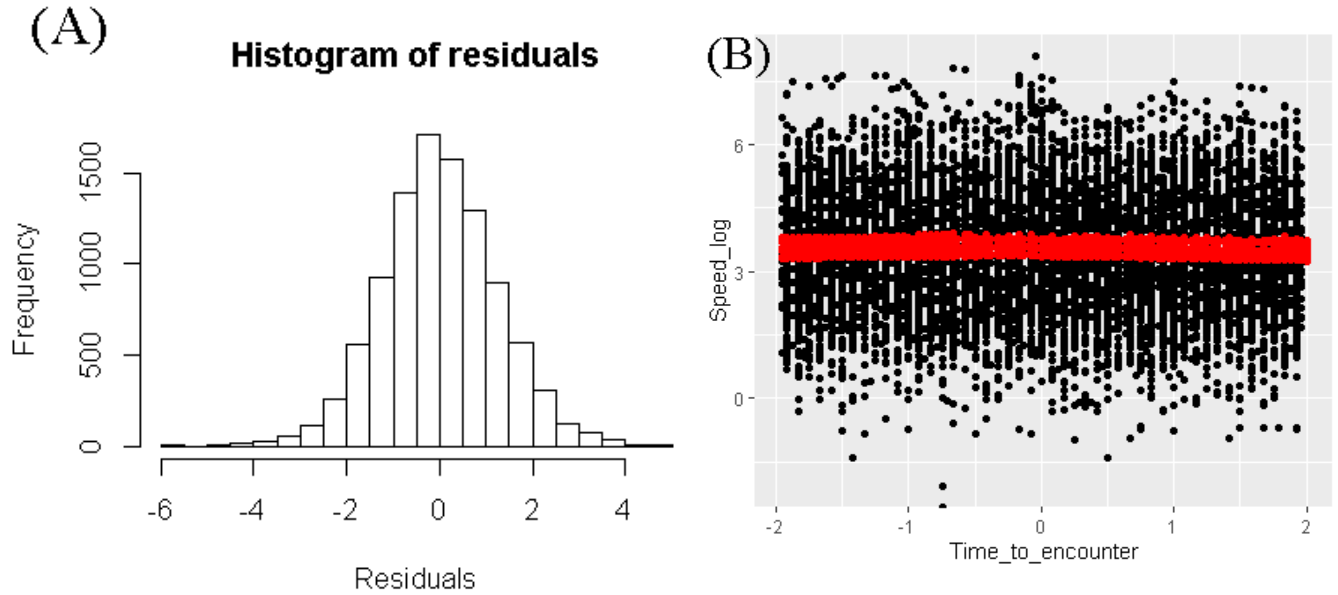 (A)
Histogram of residuals
Frequency
0
500
1000
1500
-6
-4
-2
0
2
4
Residuals
(B)
Speed_log
6
3
0
-2
-1
0
1
2
Time_to_encounter